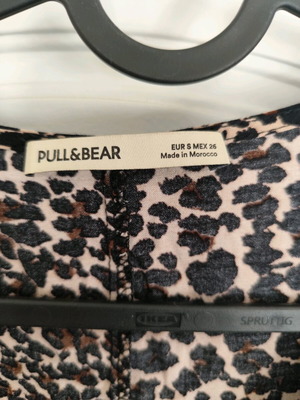 PULL&BEAR
EUR S MEX 26
Made in Morocco
IKEA
SPRUTTIG